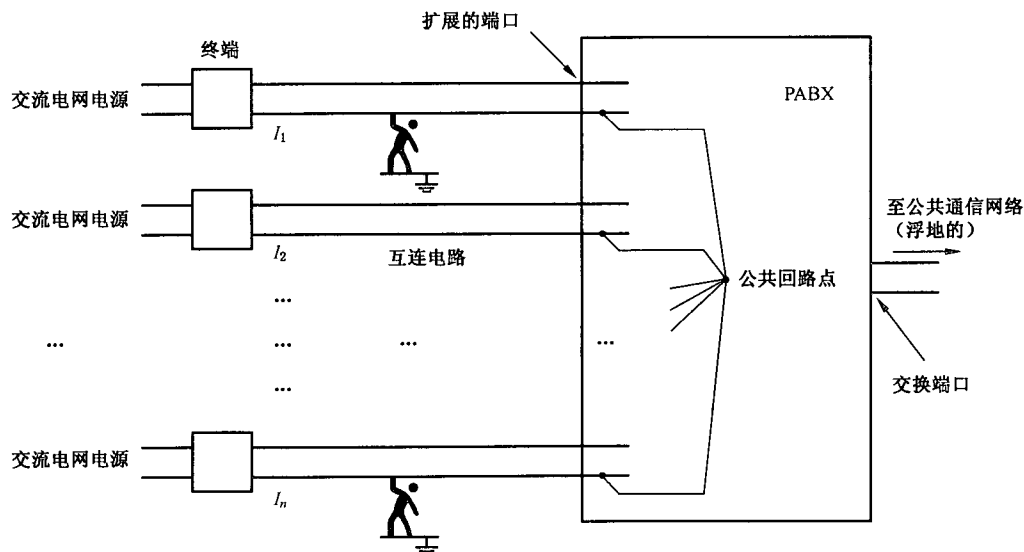 扩展的端口
终端
PABX
交流电网电源
I₁
交流电网电源
至公共通信网络
(浮地的)
I₂
互连电路
公共回路点
...
...
...
...
...
...
交换端口
交流电网电源
Iₙ